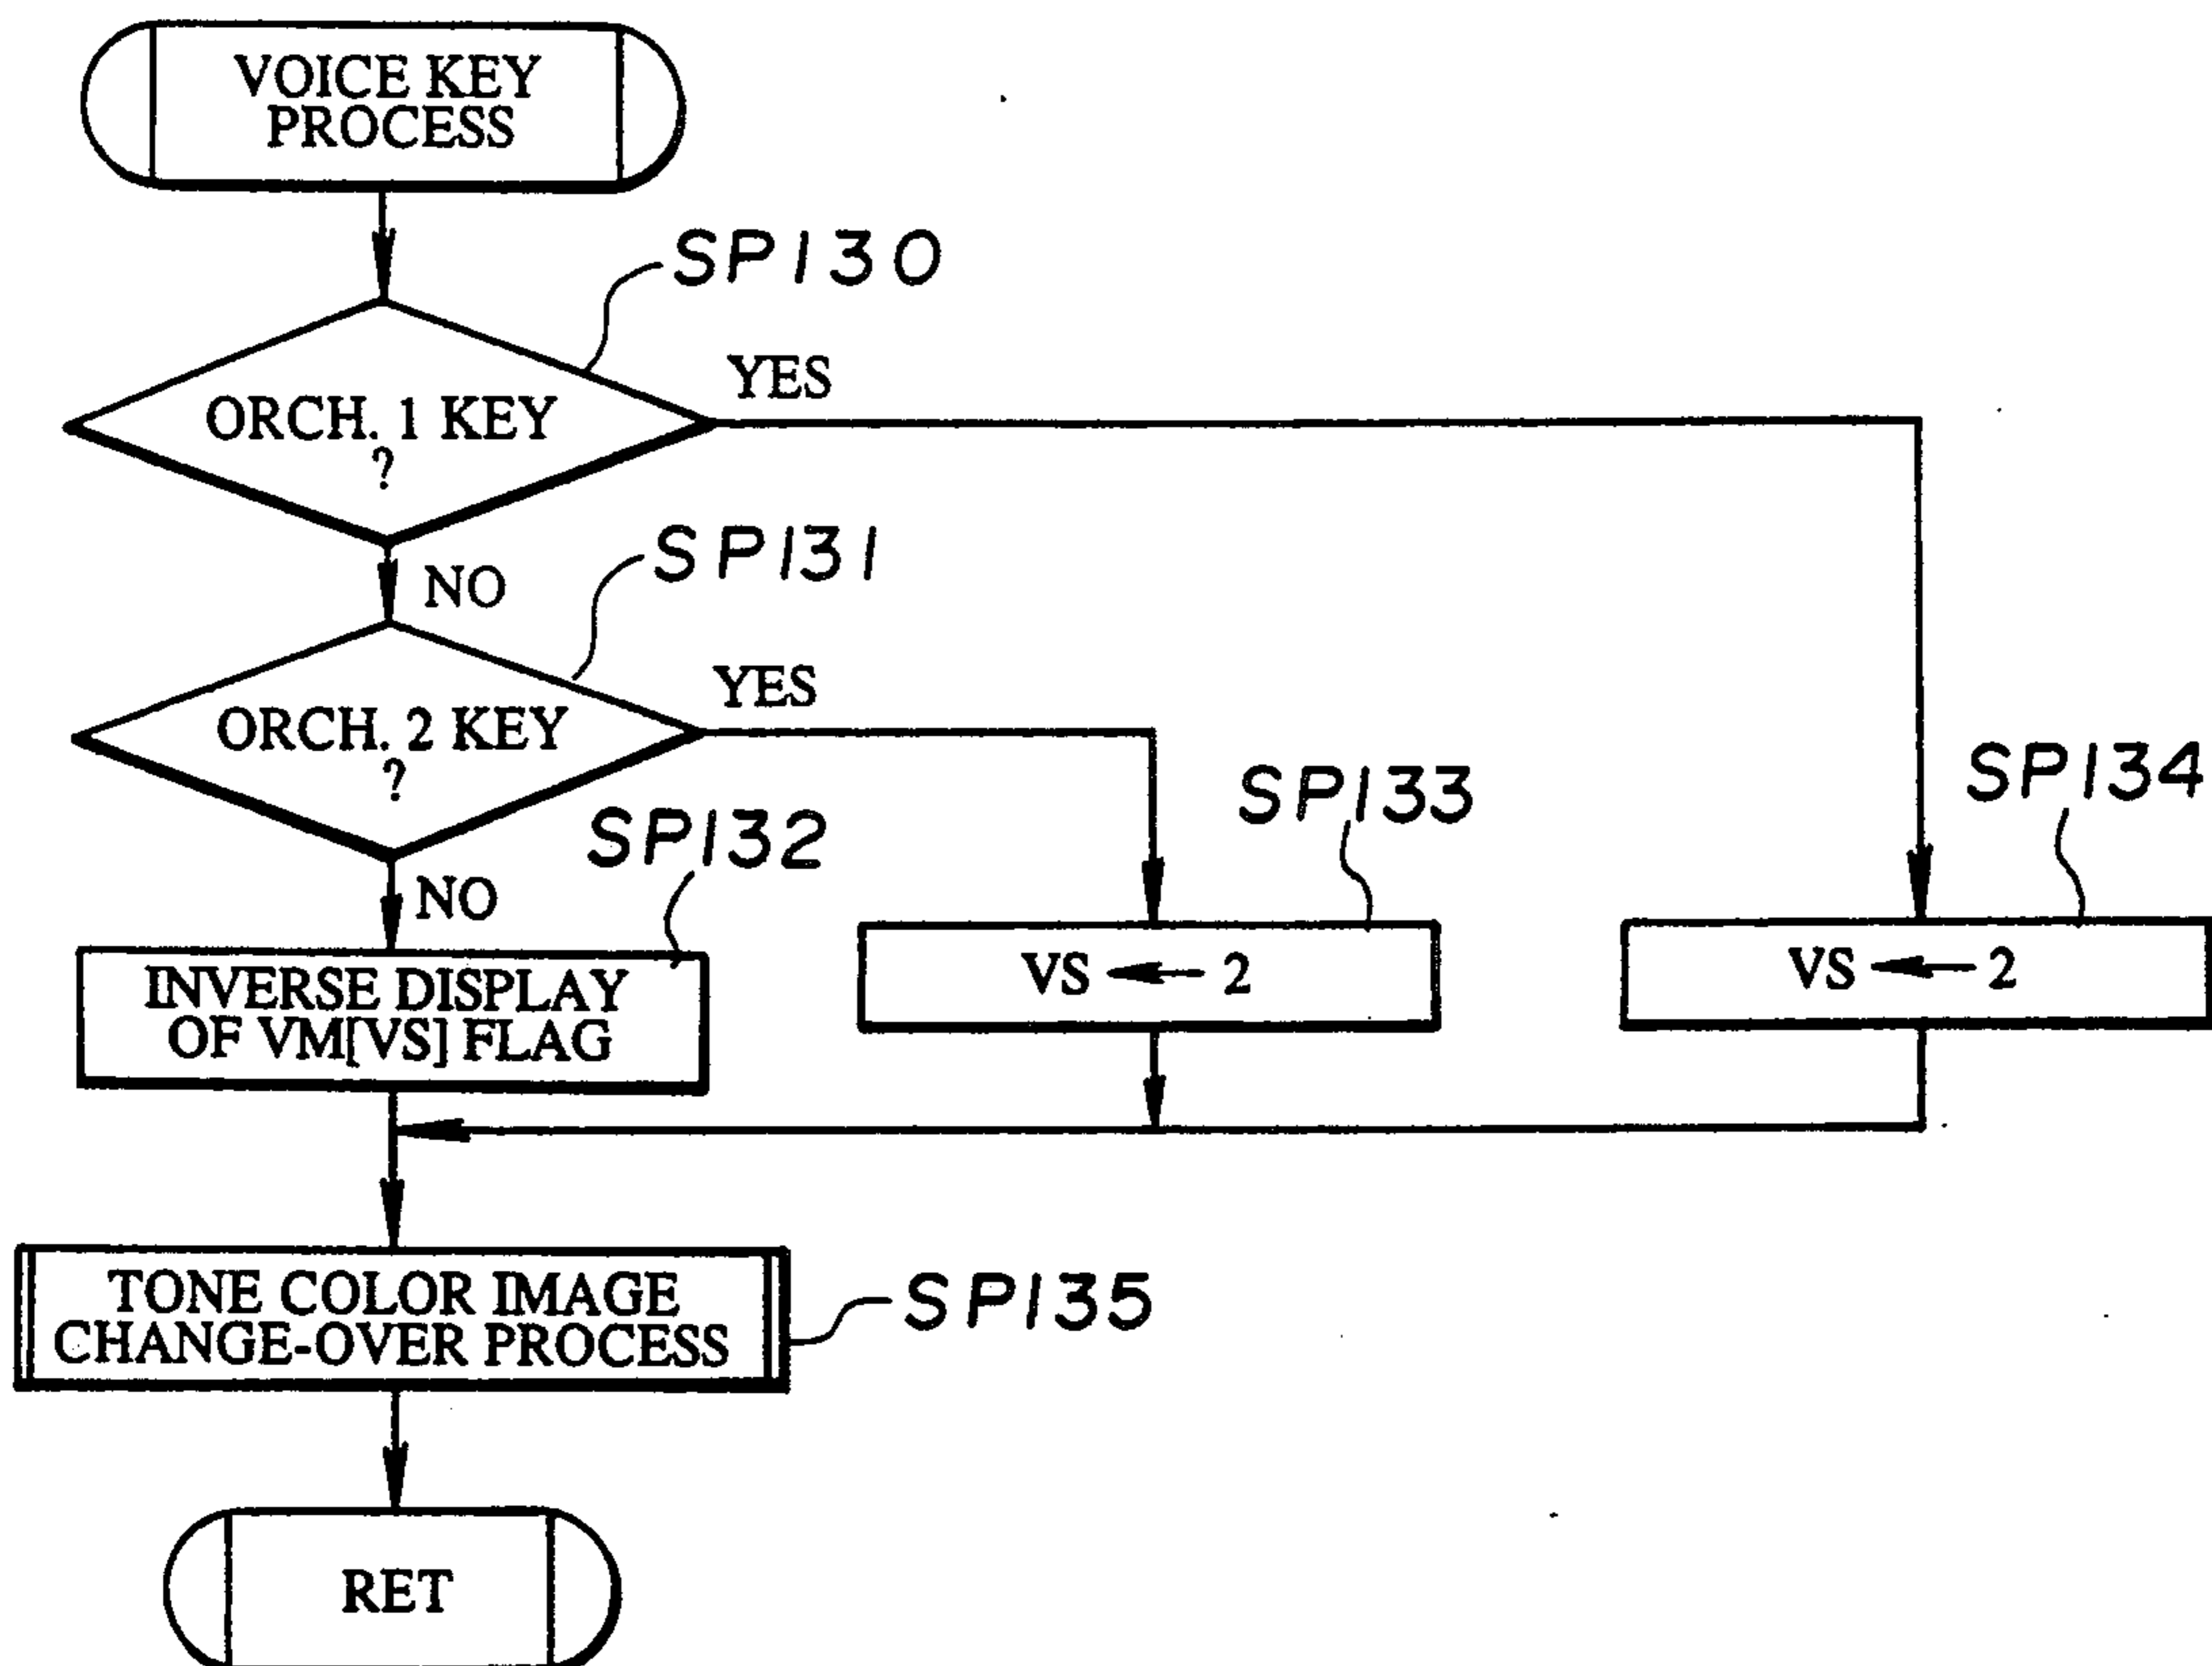 VOICE KEY
PROCESS
SP130
YES
ORCH. 1 KEY
?
NO
SP131
YES
ORCH. 2 KEY
?
NO
SP132
SP133
SP134
INVERSE DISPLAY
OF VM[VS] FLAG
VS ← 2
VS ← 2
TONE COLOR IMAGE
CHANGE-OVER PROCESS
SP135
RET